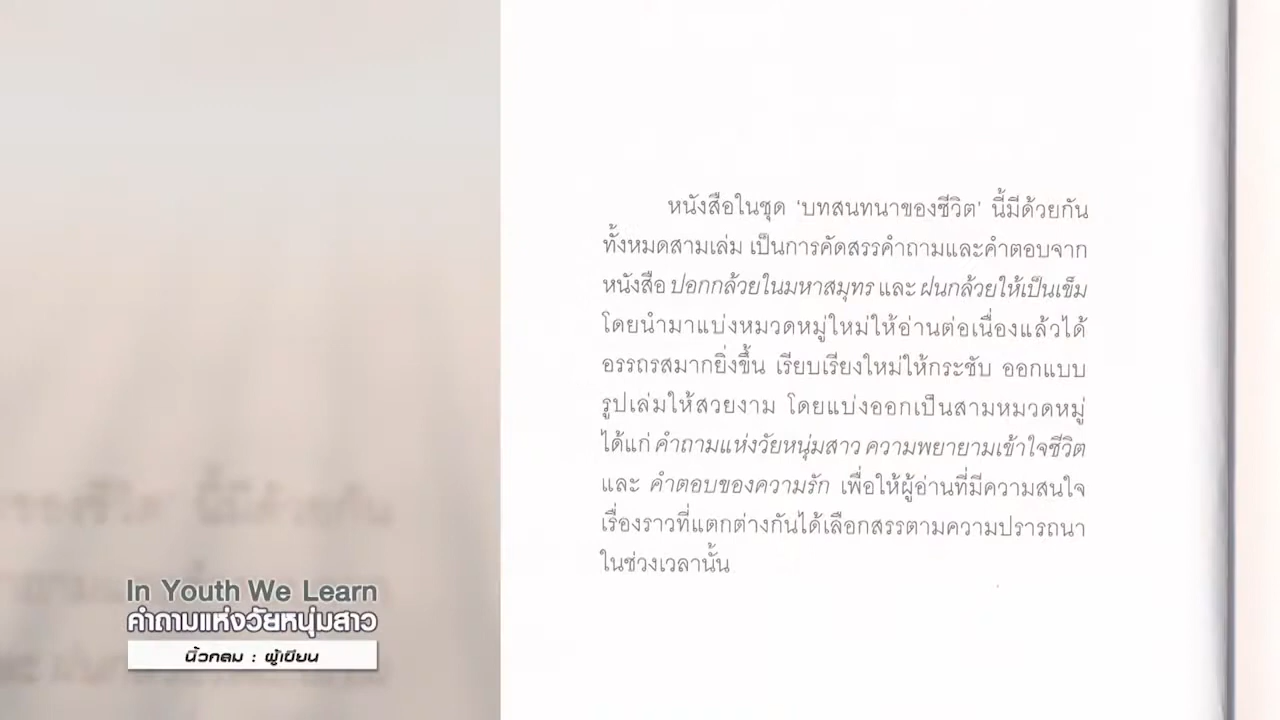 หนังสือในชุด ‘บทสนทนาของชีวิต’ นี้มีด้วยกัน
ทั้งหมดสามเล่ม เป็นการคัดสรรคำถามและคำตอบจาก
หนังสือ ปอกกล้วยในมหาสมุทร และ ฝนกล้วยให้เป็นเข็ม
โดยนำมาแบ่งหมวดหมู่ใหม่ให้อ่านต่อเนื่องแล้วได้
อรรถรสมากยิ่งขึ้น เรียบเรียงใหม่ให้กระชับ ออกแบบ
รูปเล่มให้สวยงาม โดยแบ่งออกเป็นสามหมวดหมู่
ได้แก่ คำถามแห่งวัยหนุ่มสาว ความพยายามเข้าใจชีวิต
และ คำตอบของความรัก เพื่อให้ผู้อ่านที่มีความสนใจ
เรื่องราวที่แตกต่างกันได้เลือกสรรตามความปรารถนา
ในช่วงเวลานั้น
In Youth We Learn
คำถามแห่งวัยหนุ่มสาว
นิ้วกลม : ผู้เขียน